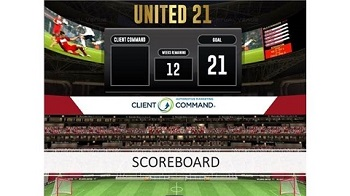 UNITED 21
CLIENT COMMAND
WEEKS REMAINING
12
GOAL
21
CLIENT COMMAND
SCOREBOARD